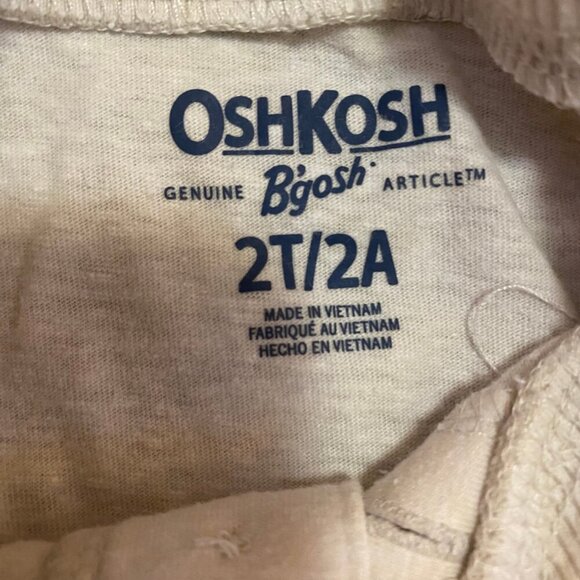 OSHKOSH
GENUINE B'gosh ARTICLE™
2T/2A
MADE IN VIETNAM
FABRIQUÉ AU VIETNAM
HECHO EN VIETNAM